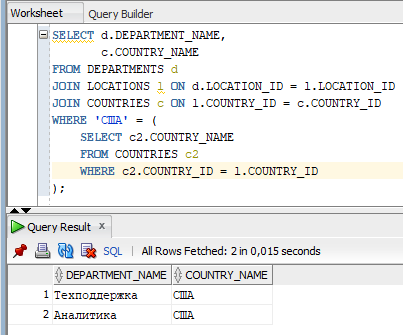 Worksheet Query Builder
SELECT d.DEPARTMENT_NAME,
c.COUNTRY_NAME
FROM DEPARTMENTS d
JOIN LOCATIONS l ON d.LOCATION_ID = l.LOCATION_ID
JOIN COUNTRIES c ON l.COUNTRY_ID = c.COUNTRY_ID
WHERE 'США' = (
SELECT c2.COUNTRY_NAME
FROM COUNTRIES c2
WHERE c2.COUNTRY_ID = l.COUNTRY_ID
);
Query Result x
SQL | All Rows Fetched: 2 in 0,015 seconds
DEPARTMENT_NAME COUNTRY_NAME
1 Техподдержка США
2 Аналитика США